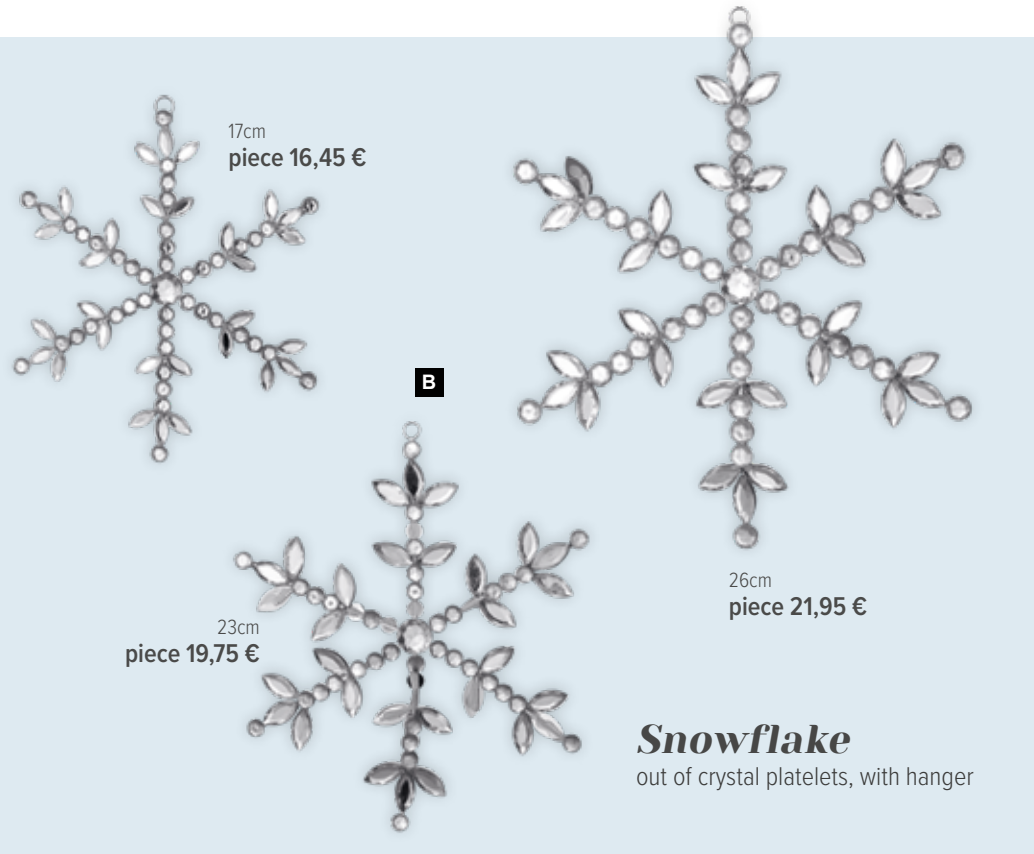 17cm
piece 16,45 €
B
26cm
piece 21,95 €
23cm
piece 19,75 €
Snowflake
out of crystal platelets, with hanger